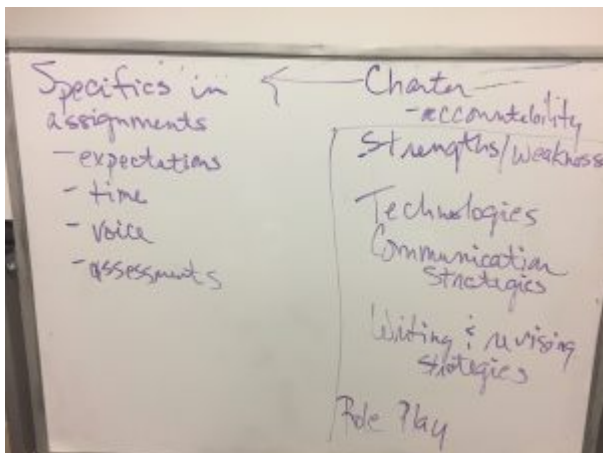 Specifics in
assignments
- expectations
- time
- voice
- assessments
Charter
- accountability
Strengths/Weakness
Technologies
Communication
Strategies
Writing & revising
strategies
Role Play